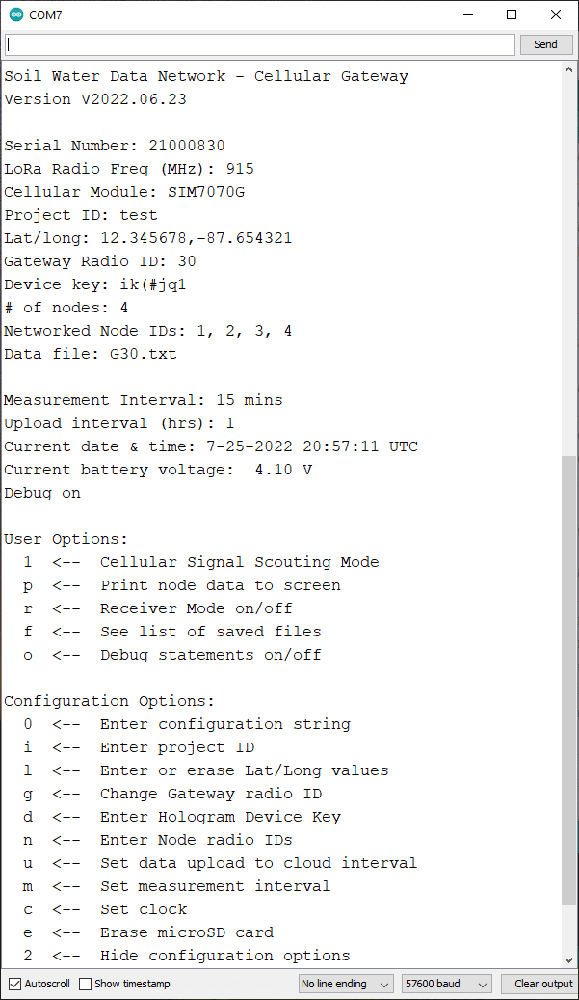 COM7
Send
Soil Water Data Network - Cellular Gateway
Version V2022.06.23
Serial Number: 21000830
LoRa Radio Freq (MHz): 915
Cellular Module: SIM7070G
Project ID: test
Lat/long: 12.345678,-87.654321
Gateway Radio ID: 30
Device key: ik(#jq1
# of nodes: 4
Networked Node IDs: 1, 2, 3, 4
Data file: G30.txt
Measurement Interval: 15 mins
Upload interval (hrs): 1
Current date & time: 7-25-2022 20:57:11 UTC
Current battery voltage:  4.10 V
Debug on
User Options:
  1  <--  Cellular Signal Scouting Mode
  p  <--  Print node data to screen
  r  <--  Receiver Mode on/off
  f  <--  See list of saved files
  o  <--  Debug statements on/off
Configuration Options:
  0  <--  Enter configuration string
  i  <--  Enter project ID
  l  <--  Enter or erase Lat/Long values
  g  <--  Change Gateway radio ID
  d  <--  Enter Hologram Device Key
  n  <--  Enter Node radio IDs
  u  <--  Set data upload to cloud interval
  m  <--  Set measurement interval
  c  <--  Set clock
  e  <--  Erase microSD card
  2  <--  Hide configuration options
Autoscroll Show timestamp No line ending 57600 baud Clear output